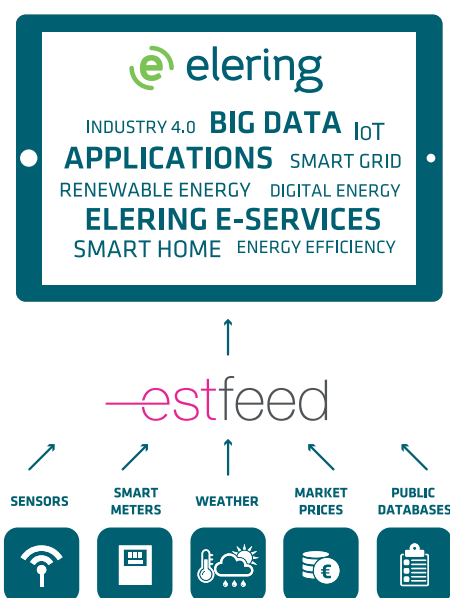 elering
INDUSTRY 4.0 BIG DATA IoT
APPLICATIONS SMART GRID
RENEWABLE ENERGY DIGITAL ENERGY
ELERING E-SERVICES
SMART HOME ENERGY EFFICIENCY
estfeed
SENSORS
SMART
METERS
WEATHER
MARKET
PRICES
PUBLIC
DATABASES
€